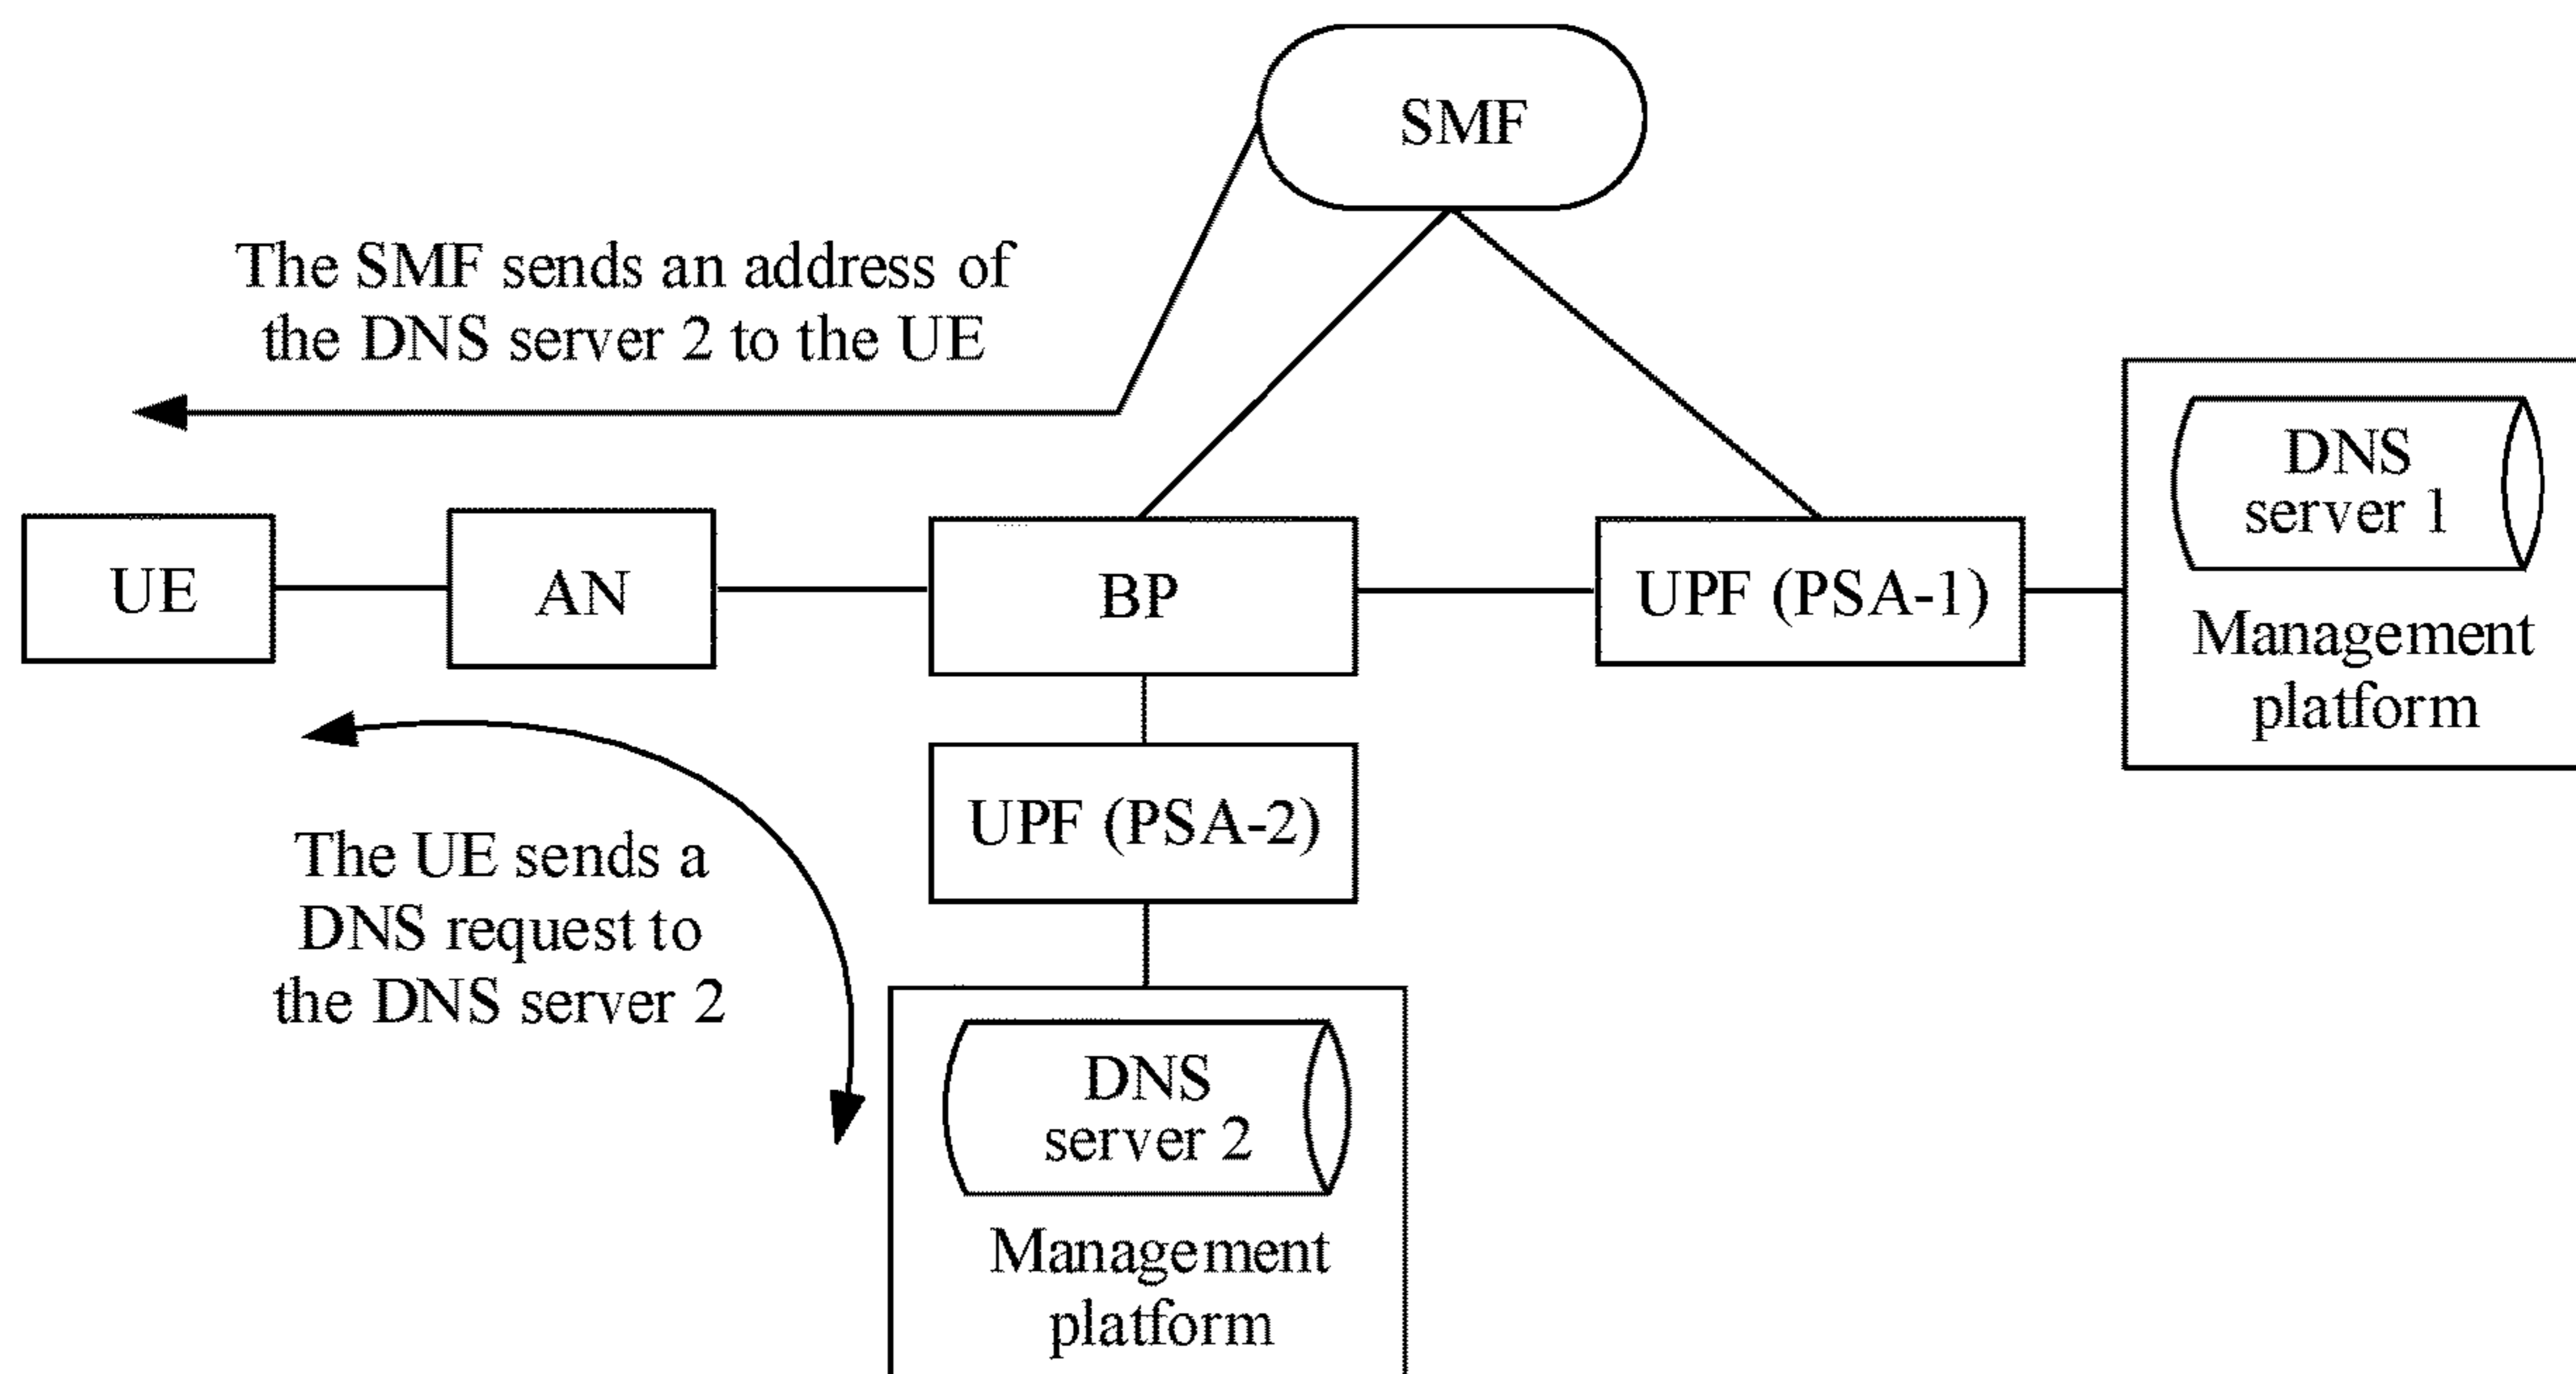 SMF
The SMF sends an address of
the DNS server 2 to the UE
DNS
server 1
Management
platform
UE
AN
BP
UPF (PSA-1)
UPF (PSA-2)
The UE sends a
DNS request to
the DNS server 2
DNS
server 2
Management
platform